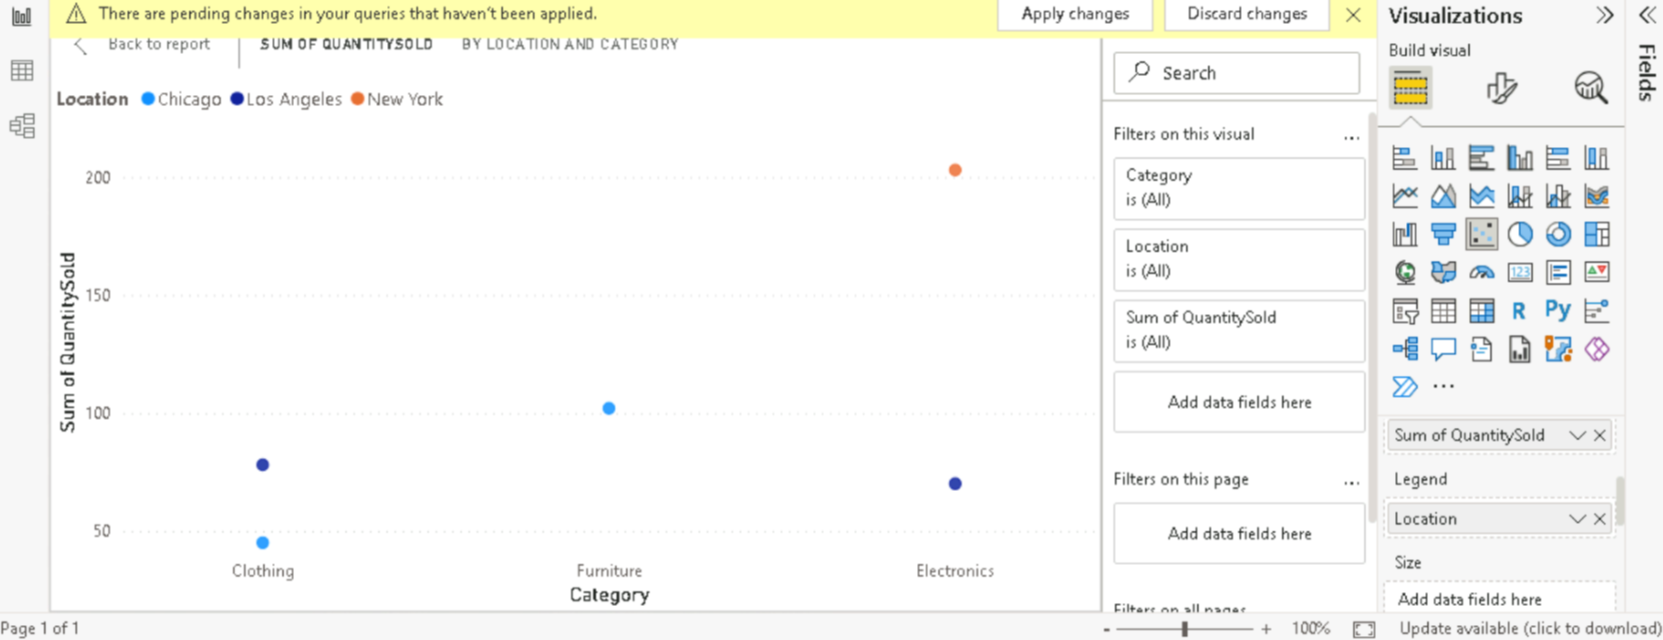 There are pending changes in your queries that haven't been applied.
Apply changes
Discard changes
Back to report
SUM OF QUANTITYSOLD
BY LOCATION AND CATEGORY
Location
Chicago
Los Angeles
New York
200
150
100
50
Sum of QuantitySold
Clothing
Furniture
Electronics
Category
Search
Filters on this visual
...
Category
is (All)
Location
is (All)
Sum of QuantitySold
is (All)
Add data fields here
Filters on this page
...
Add data fields here
Filters on all pages
Visualizations
Build visual
123
R
Py
...
Sum of QuantitySold
Legend
Location
Size
Add data fields here
Fields
Page 1 of 1
- + 100%
Update available (click to download)